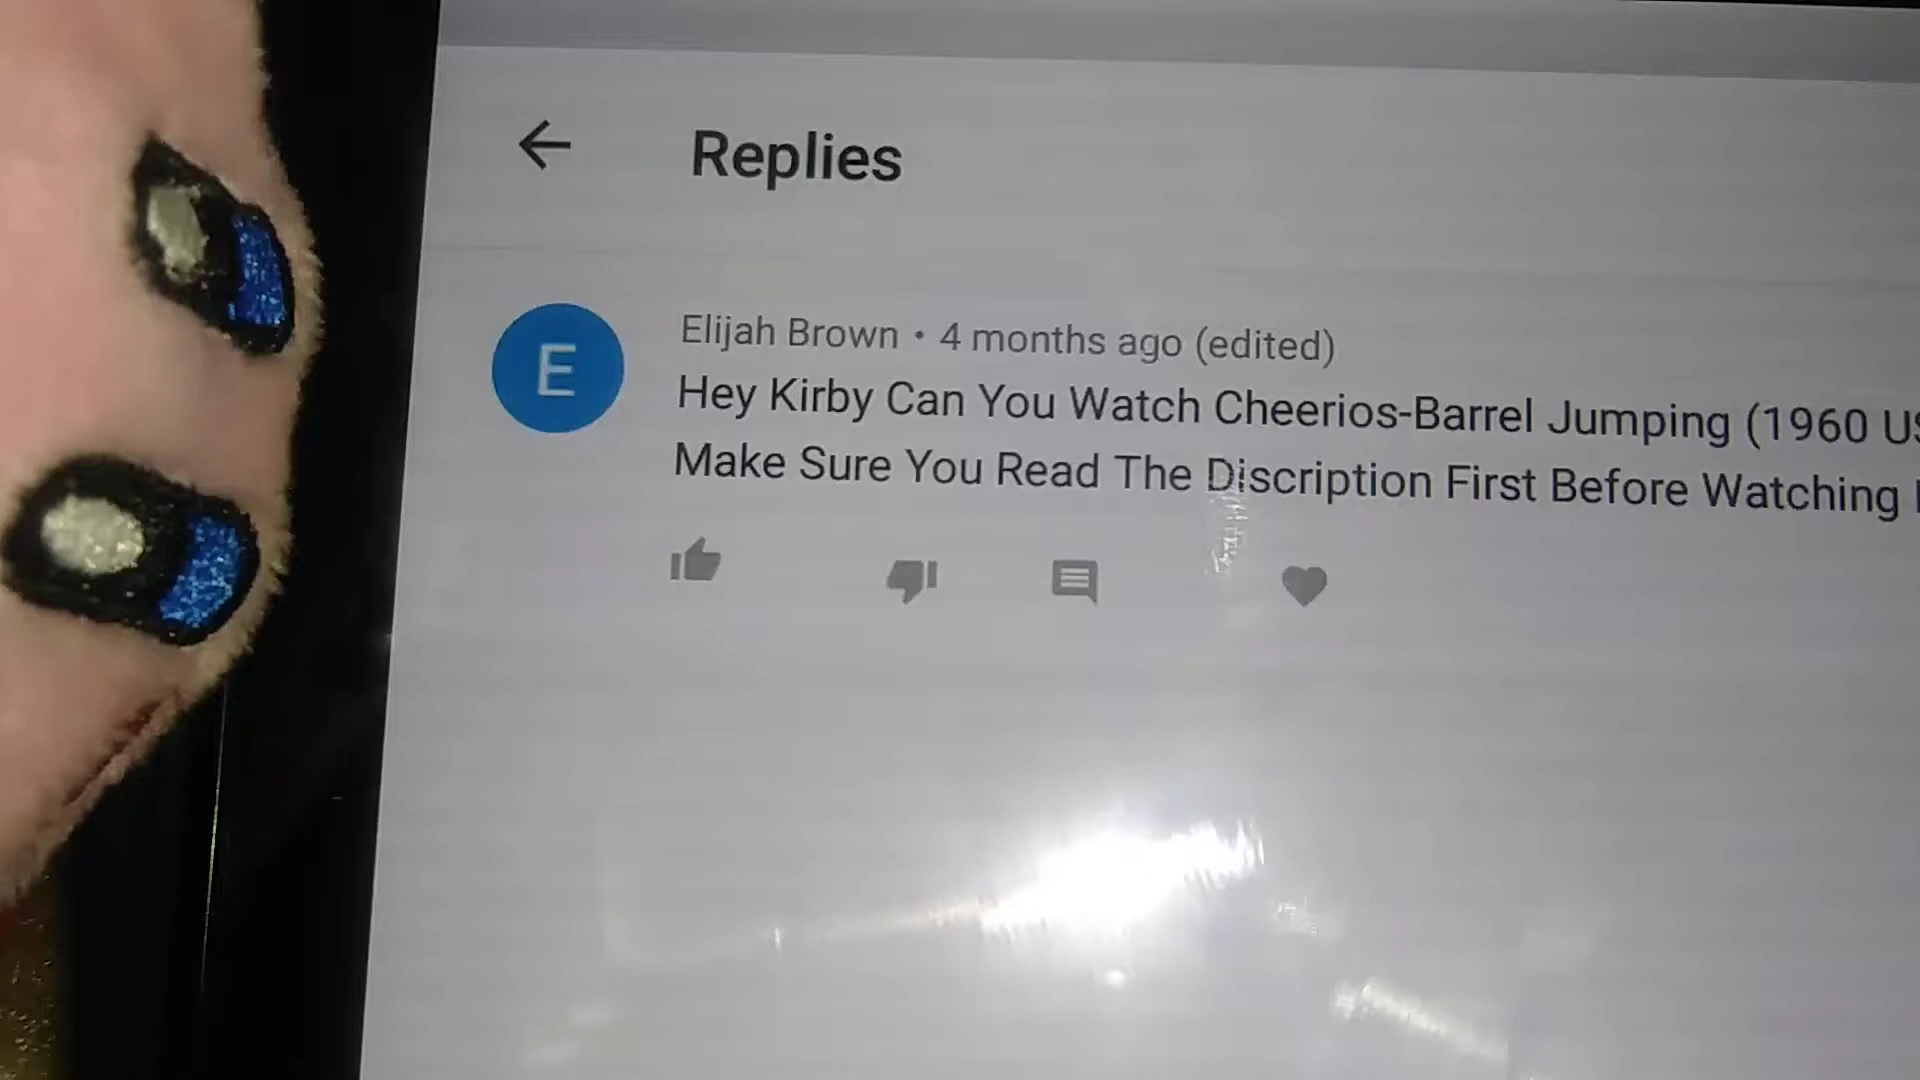 Replies
E
Elijah Brown • 4 months ago (edited)
Hey Kirby Can You Watch Cheerios-Barrel Jumping (1960
Make Sure You Read The Discription First Before Watching